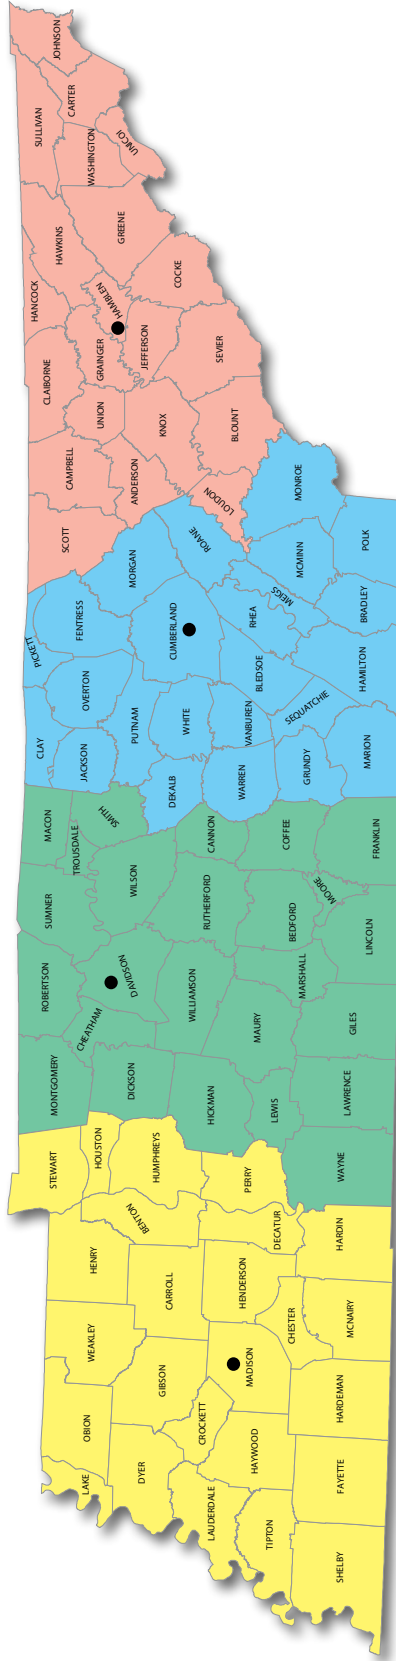 JOHNSON
CARTER
SULLIVAN
UNICOI
WASHINGTON
GREENE
HAWKINS
COCKE
HANCOCK
HAMBLEN
JEFFERSON
SEVIER
GRAINGER
CLAIBORNE
UNION
KNOX
BLOUNT
CAMPBELL
ANDERSON
LOUDON
MONROE
SCOTT
ROANE
MORGAN
MCMINN
POLK
MEIGS
BRADLEY
RHEA
CUMBERLAND
FENTRESS
PICKETT
BLEDSOE
HAMILTON
OVERTON
SEQUATCHIE
PUTNAM
WHITE
VANBUREN
CLAY
JACKSON
MARION
GRUNDY
WARREN
DEKALB
MACON
SMITH
TROUSDALE
CANNON
COFFEE
FRANKLIN
WILSON
MOORE
RUTHERFORD
SUMNER
BEDFORD
LINCOLN
DAVIDSON
MARSHALL
ROBERTSON
WILLIAMSON
CHEATHAM
MAURY
GILES
MONTGOMERY
DICKSON
HICKMAN
LEWIS
LAWRENCE
HOUSTON
HUMPHREYS
STEWART
PERRY
WAYNE
BENTON
DECATUR
HARDIN
HENRY
CARROLL
HENDERSON
CHESTER
MCNAIRY
WEAKLEY
GIBSON
MADISON
HARDEMAN
OBION
CROCKETT
HAYWOOD
DYER
LAKE
FAYETTE
LAUDERDALE
TIPTON
SHELBY